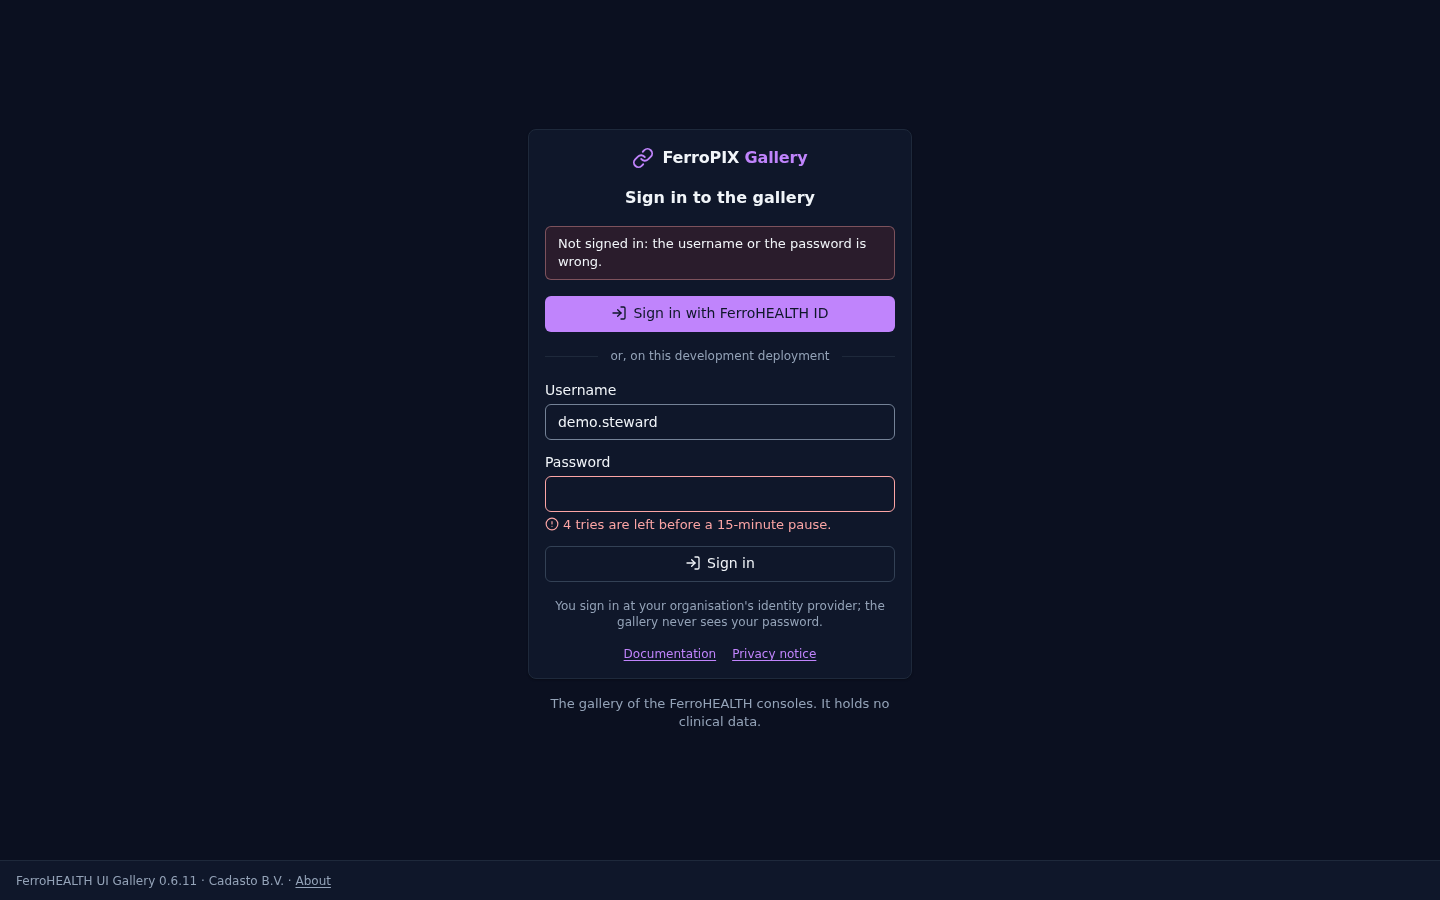 FerroPIX Gallery
Sign in to the gallery
Not signed in: the username or the password is
wrong.
Sign in with FerroHEALTH ID
or, on this development deployment
Username
demo.steward
Password
4 tries are left before a 15-minute pause.
Sign in
You sign in at your organisation's identity provider; the
gallery never sees your password.
Documentation Privacy notice
The gallery of the FerroHEALTH consoles. It holds no
clinical data.
FerroHEALTH UI Gallery 0.6.11 · Cadasto B.V. · About